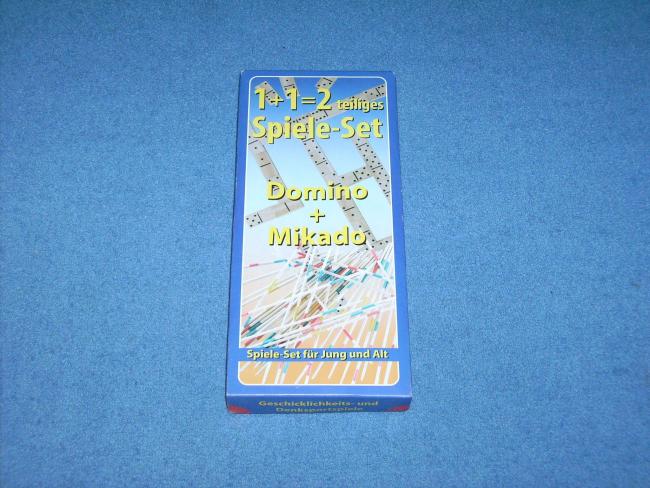 1+1=2 teiliges
Spiele-Set
Domino
+
Mikado
Spiele-Set für Jung und Alt
Geschicklichkeits- und
Denksportspiele